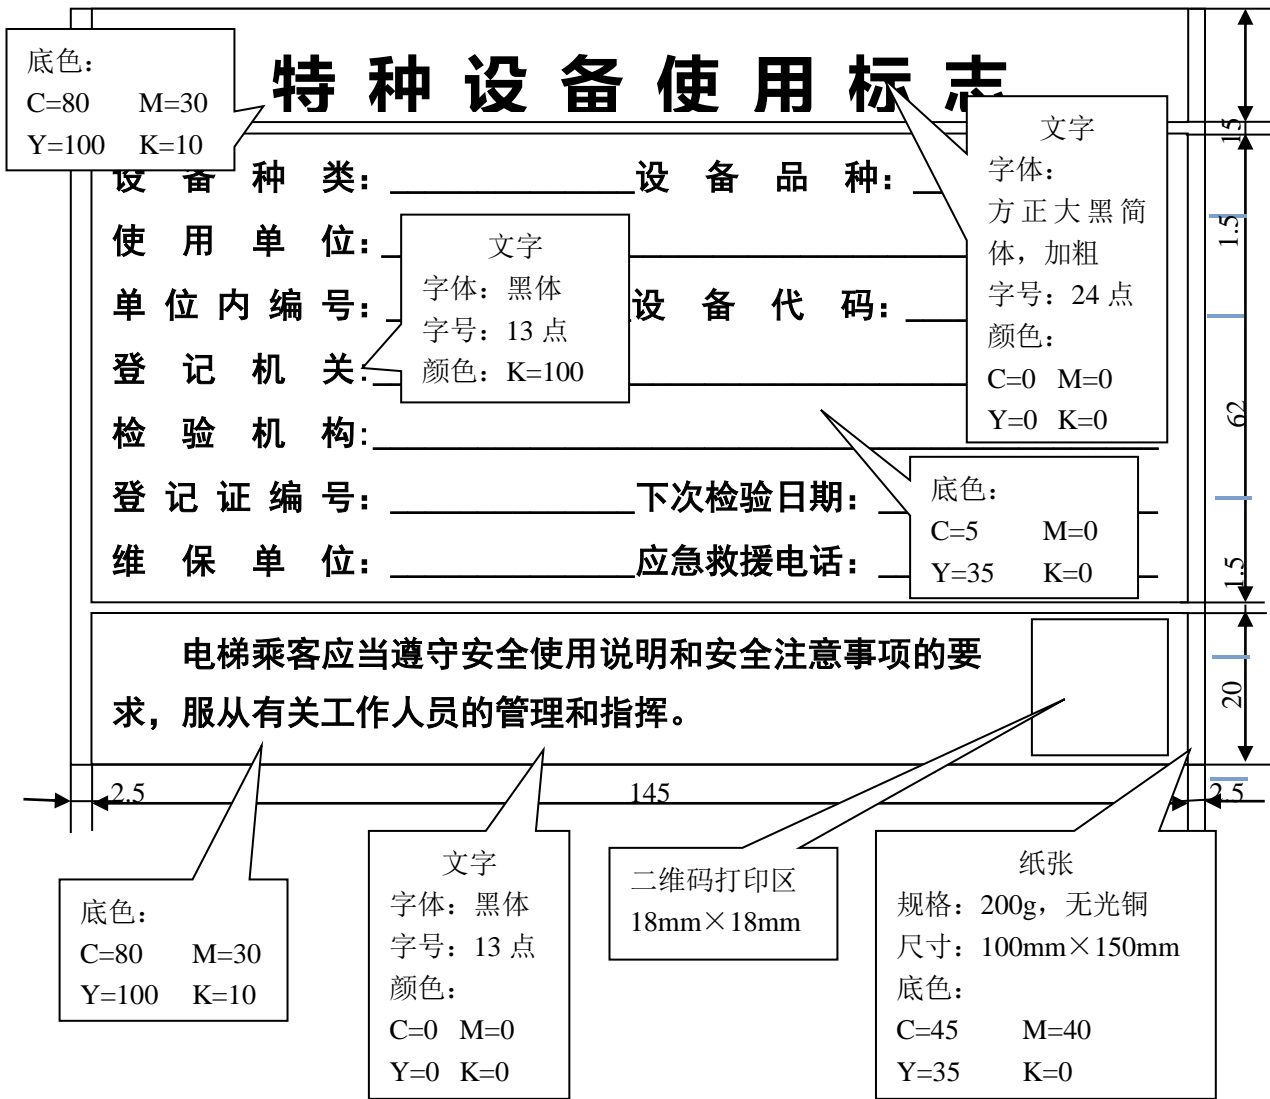 特种设备使用标志
底色：
C=80 M=30
Y=100 K=10
文字
字体：
方正大黑简
体，加粗
字号：24 点
颜色：
C=0 M=0
Y=0 K=0
设备种类：设备品种：
使用单位：
单位内编号：设备代码：
登记机关：
检验机构：
登记证编号：下次检验日期：
维保单位：应急救援电话：
文字
字体：黑体
字号：13 点
颜色：K=100
底色：
C=5 M=0
Y=35 K=0
电梯乘客应当遵守安全使用说明和安全注意事项的要
求，服从有关工作人员的管理和指挥。
15
1.5
62
1.5
20
2.5 145 2.5
底色：
C=80 M=30
Y=100 K=10
文字
字体：黑体
字号：13 点
颜色：
C=0 M=0
Y=0 K=0
二维码打印区
18mm×18mm
纸张
规格：200g，无光铜
尺寸：100mm×150mm
底色：
C=45 M=40
Y=35 K=0